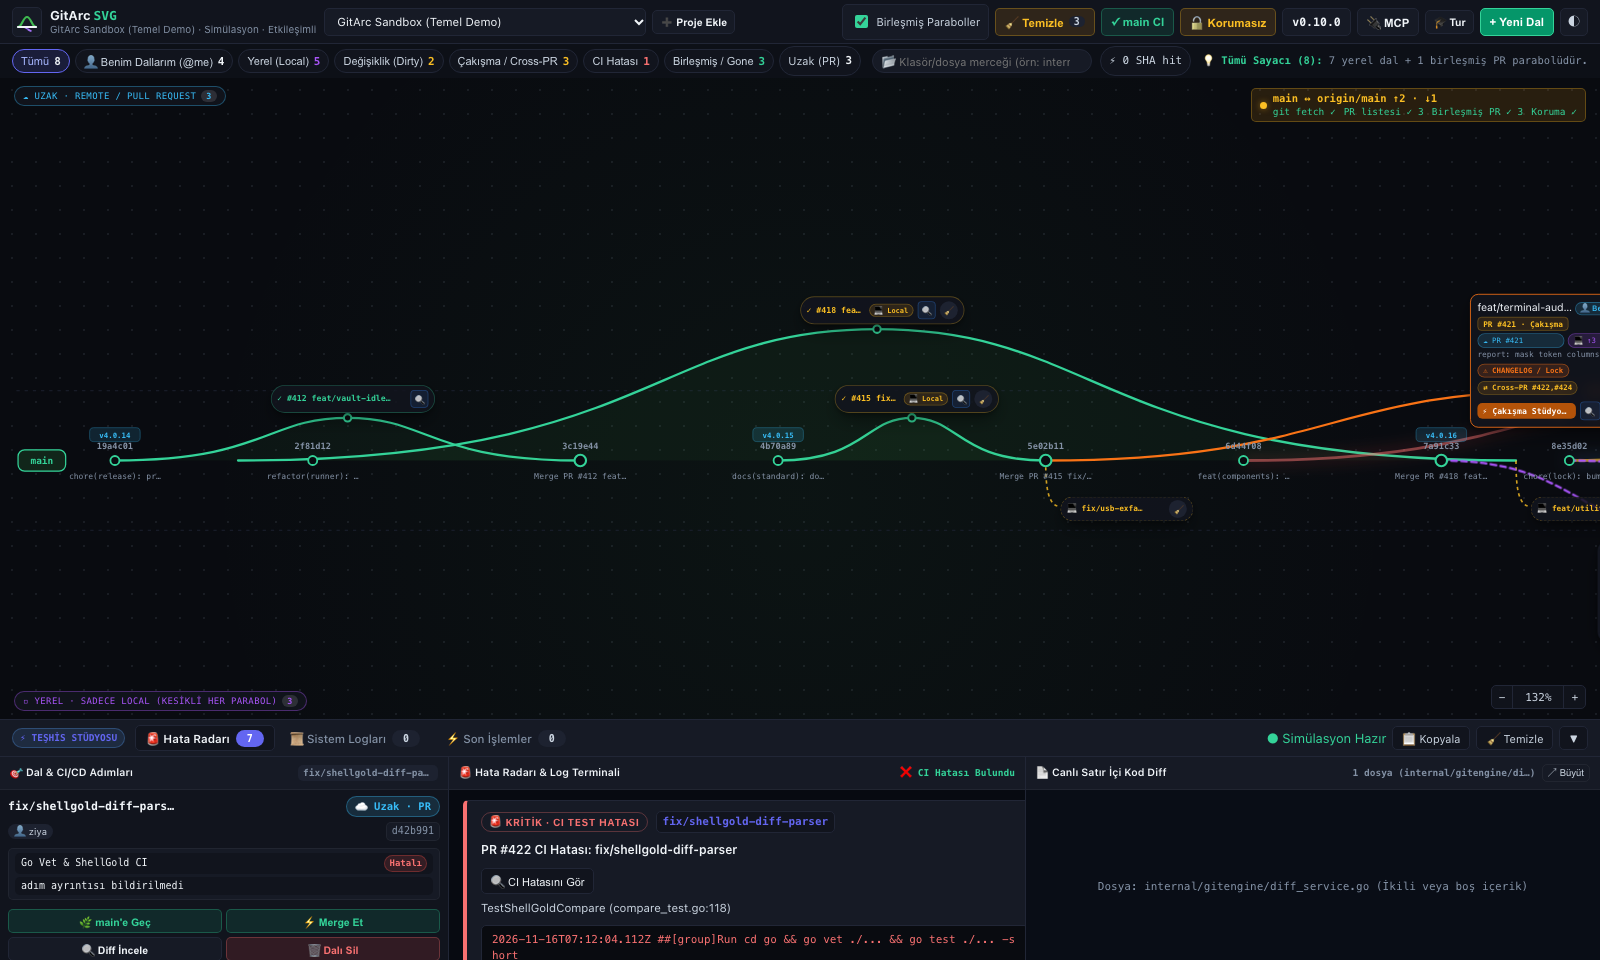 GitArc SVG
GitArc Sandbox (Temel Demo) · Simülasyon · Etkileşimli
GitArc Sandbox (Temel Demo)
Proje Ekle
Birleşmiş Paraboller
Temizle 3
✓ main CI
Korumasız
v0.10.0
MCP
Tur
+ Yeni Dal
Tümü 8
Benim Dallarım (@me) 4
Yerel (Local) 5
Değişiklik (Dirty) 2
Çakışma / Cross-PR 3
CI Hatası 1
Birleşmiş / Gone 3
Uzak (PR) 3
Klasör/dosya merceği (örn: interr
⚡ 0 SHA hit
Tümü Sayacı (8): 7 yerel dal + 1 birleşmiş PR parabolüdür.
UZAK · REMOTE / PULL REQUEST 3
main ↔ origin/main ↑2 · ↓1
git fetch ✓ PR listesi ✓ 3 Birleşmiş PR ✓ 3 Koruma ✓
✓ #418 fea… Local
feat/terminal-aud…
PR #421 · Çakışma
PR #421
↑3
report: mask token columns
CHANGELOG / Lock
⇄ Cross-PR #422,#424
⚡ Çakışma Stüdyo…
✓ #412 feat/vault-idle…
✓ #415 fix… Local
v4.0.14
v4.0.15
v4.0.16
main
19a4c01
2f81d12
3c19e44
4b70a89
5e02b11
6d44f08
7a91c33
8e35d02
chore(release): pr…
refactor(runner): …
Merge PR #412 feat…
docs(standard): do…
Merge PR #415 fix/…
feat(components): …
Merge PR #418 feat…
chore(lock): bum
fix/usb-exfa…
feat/utilit
YEREL · SADECE LOCAL (KESİKLİ HER PARABOL) 3
− 132% +
⚡ TEŞHİS STÜDYOSU
Hata Radarı 7
Sistem Logları 0
⚡ Son İşlemler 0
Simülasyon Hazır
Kopyala
Temizle
▼
Dal & CI/CD Adımları
fix/shellgold-diff-pa…
Hata Radarı & Log Terminali
CI Hatası Bulundu
Canlı Satır İçi Kod Diff
1 dosya (internal/gitengine/di…)
↗ Büyüt
fix/shellgold-diff-pars…
Uzak · PR
ziya
d42b991
Go Vet & ShellGold CI
Hatalı
adım ayrıntısı bildirilmedi
main'e Geç
⚡ Merge Et
Diff İncele
Dalı Sil
KRİTİK · CI TEST HATASI
fix/shellgold-diff-parser
PR #422 CI Hatası: fix/shellgold-diff-parser
CI Hatasını Gör
TestShellGoldCompare (compare_test.go:118)
2026-11-16T07:12:04.112Z ##[group]Run cd go && go vet ./... && go test ./... -s
hort
Dosya: internal/gitengine/diff_service.go (İkili veya boş içerik)